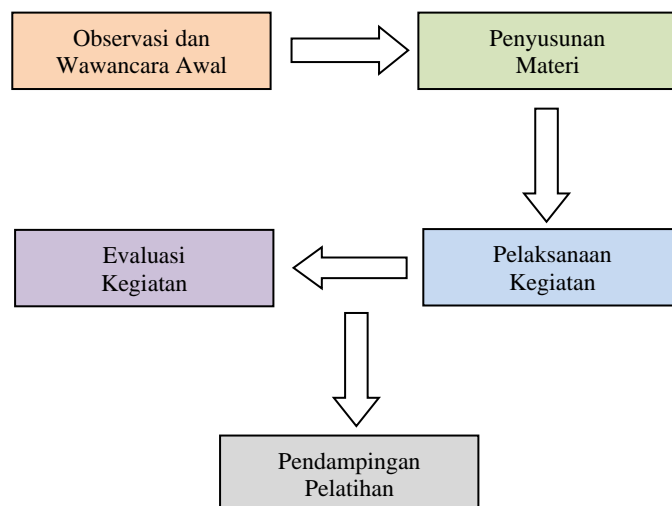 Observasi dan
Wawancara Awal
Penyusunan
Materi
Pelaksanaan
Kegiatan
Evaluasi
Kegiatan
Pendampingan
Pelatihan